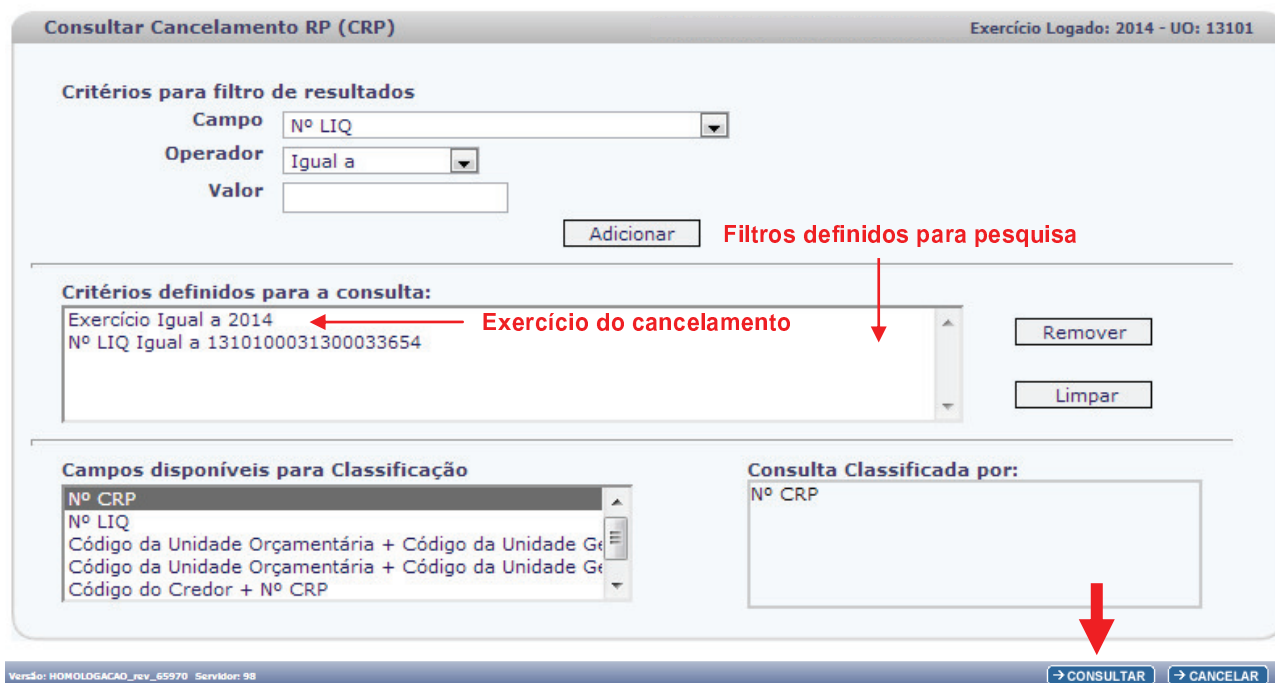 Consultar Cancelamento RP (CRP) Exercício Logado: 2014 - UO: 13101
Critérios para filtro de resultados
Campo Nº LIQ
Operador Igual a
Valor
Adicionar Filtros definidos para pesquisa
Critérios definidos para a consulta:
Exercício Igual a 2014 Exercício do cancelamento
Nº LIQ Igual a 1310100031300033654
Remover
Limpar
Campos disponíveis para Classificação Consulta Classificada por:
Nº CRP Nº CRP
Nº LIQ
Código da Unidade Orçamentária + Código da Unidade Ge
Código da Unidade Orçamentária + Código da Unidade Ge
Código do Credor + Nº CRP
Versão: HOMOLOGACAO_rev_65970 Servidor: 98 CONSULTAR CANCELAR